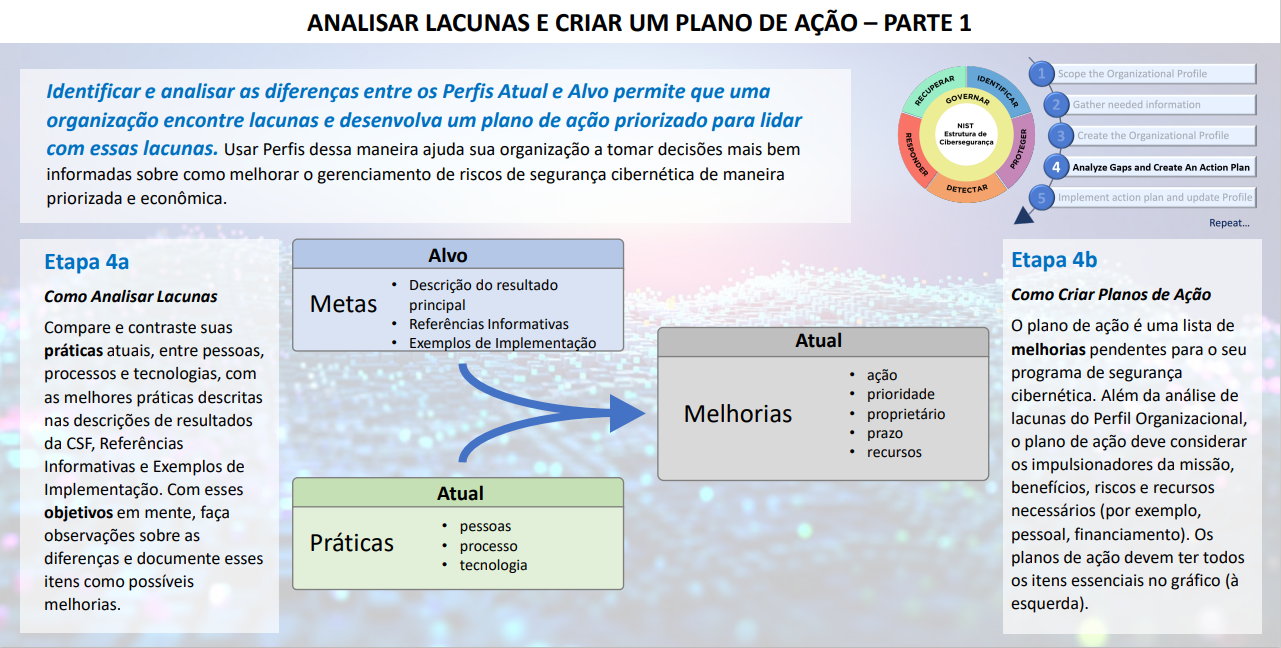 ANALISAR LACUNAS E CRIAR UM PLANO DE AÇÃO – PARTE 1
Identificar e analisar as diferenças entre os Perfis Atual e Alvo permite que uma
organização encontre lacunas e desenvolva um plano de ação priorizado para lidar
com essas lacunas. Usar Perfis dessa maneira ajuda sua organização a tomar decisões mais bem
informadas sobre como melhorar o gerenciamento de riscos de segurança cibernética de maneira
priorizada e econômica.
RECUPERAR
IDENTIFICAR
GOVERNAR
NIST
Estrutura de
Cibersegurança
RESPONDER
PROTEGER
DETECTAR
1 Scope the Organizational Profile
2 Gather needed information
3 Create the Organizational Profile
4 Analyze Gaps and Create An Action Plan
5 Implement action plan and update Profile
Repeat...
Etapa 4a
Como Analisar Lacunas
Compare e contraste suas
práticas atuais, entre pessoas,
processos e tecnologias, com
as melhores práticas descritas
nas descrições de resultados
da CSF, Referências
Informativas e Exemplos de
Implementação. Com esses
objetivos em mente, faça
observações sobre as
diferenças e documente esses
itens como possíveis
melhorias.
Alvo
Metas
• Descrição do resultado
principal
• Referências Informativas
• Exemplos de Implementação
Atual
Práticas
• pessoas
• processo
• tecnologia
Atual
Melhorias
• ação
• prioridade
• proprietário
• prazo
• recursos
Etapa 4b
Como Criar Planos de Ação
O plano de ação é uma lista de
melhorias pendentes para o seu
programa de segurança
cibernética. Além da análise de
lacunas do Perfil Organizacional,
o plano de ação deve considerar
os impulsionadores da missão,
benefícios, riscos e recursos
necessários (por exemplo,
pessoal, financiamento). Os
planos de ação devem ter todos
os itens essenciais no gráfico (à
esquerda).